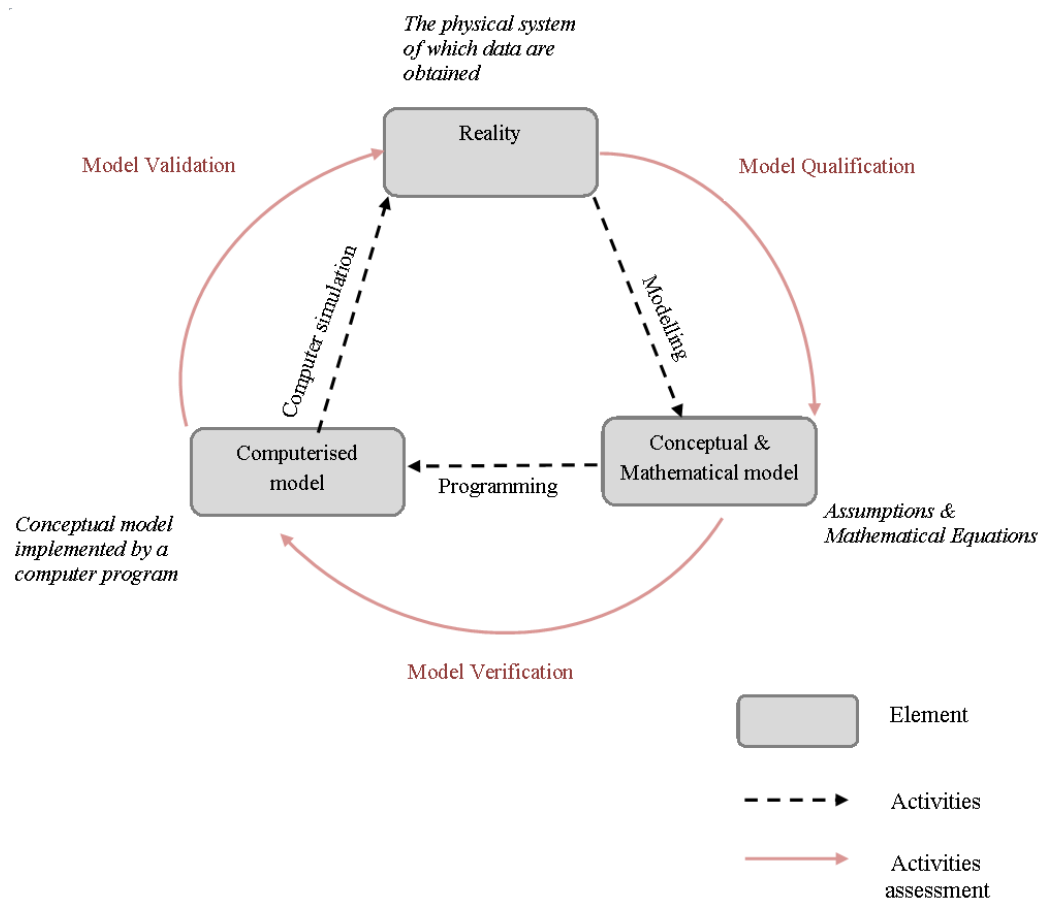 The physical system
of which data are
obtained
Reality
Model Validation
Model Qualification
Computer simulation
Modelling
Computerised
model
Conceptual &
Mathematical model
Programming
Conceptual model
implemented by a
computer program
Assumptions &
Mathematical Equations
Model Verification
Element
Activities
Activities
assessment